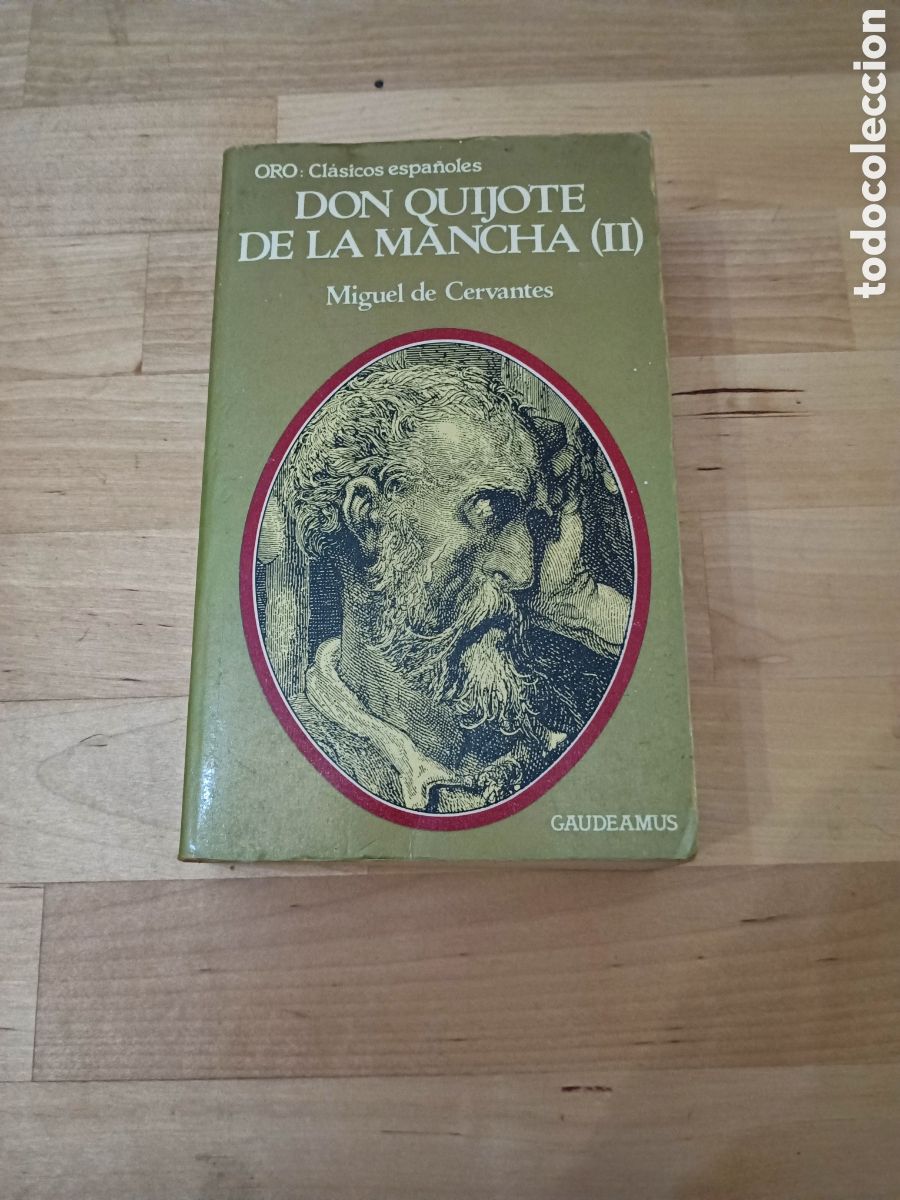 ORO: Clásicos españoles
DON QUIJOTE
DE LA MANCHA (II)
Miguel de Cervantes
GAUDEAMUS
todocoleccion